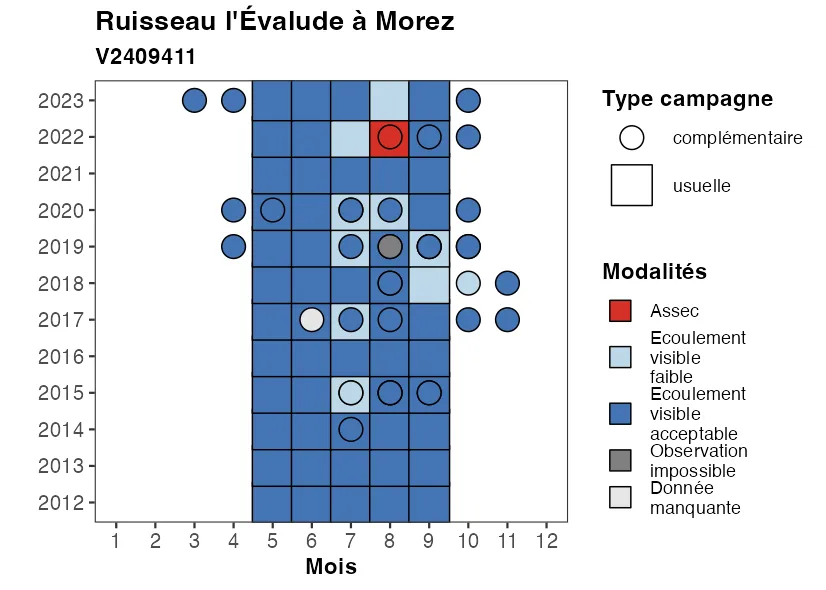 Ruisseau l'Évalude à Morez
V2409411
2023
2022
2021
2020
2019
2018
2017
2016
2015
2014
2013
2012
1 2 3 4 5 6 7 8 9 10 11 12
Mois
Type campagne
complémentaire
usuelle
Modalités
Assec
Ecoulement
visible
faible
Ecoulement
visible
acceptable
Observation
impossible
Donnée
manquante